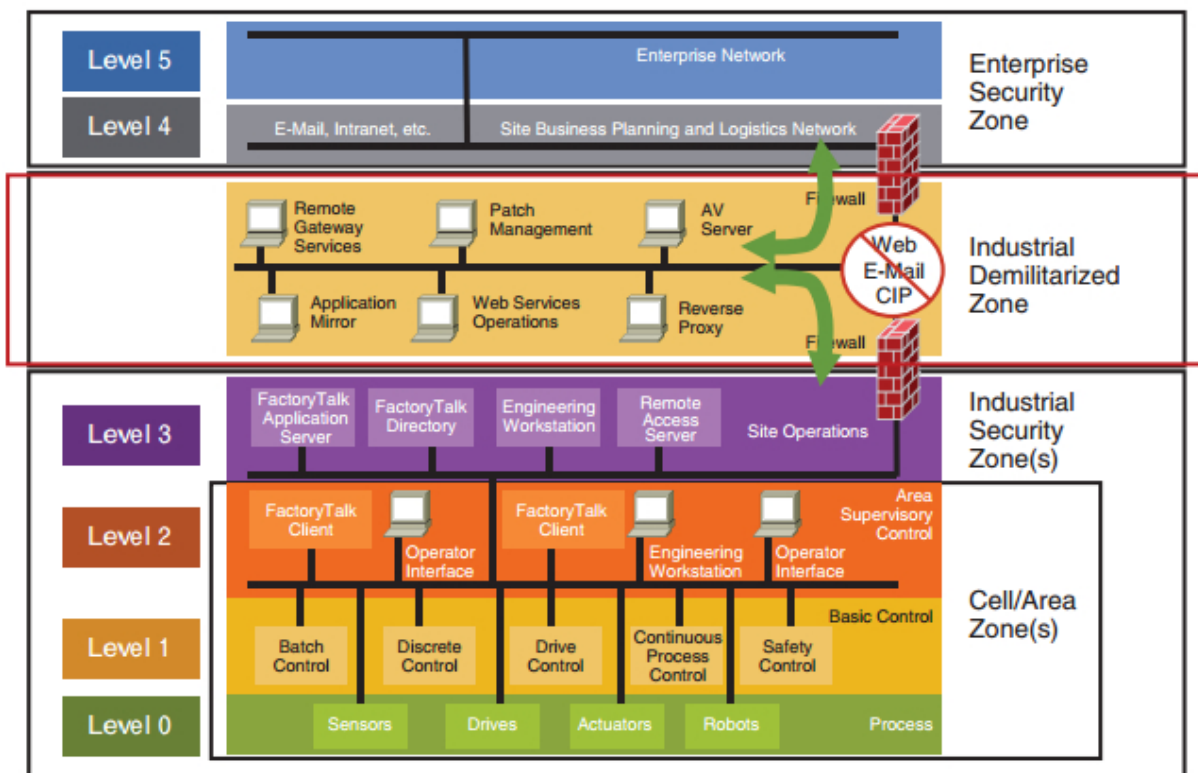 Level 5
Enterprise Network
Enterprise
Security
Zone
Level 4
E-Mail, Intranet, etc.
Site Business Planning and Logistics Network
Remote
Gateway
Services
Patch
Management
AV
Server
Firewall
Web
E-Mail
CIP
Industrial
Demilitarized
Zone
Application
Mirror
Web Services
Operations
Reverse
Proxy
Firewall
Level 3
FactoryTalk
Application
Server
FactoryTalk
Directory
Engineering
Workstation
Remote
Access
Server
Site Operations
Industrial
Security
Zone(s)
Level 2
FactoryTalk
Client
Operator
Interface
FactoryTalk
Client
Engineering
Workstation
Operator
Interface
Area
Supervisory
Control
Cell/Area
Zone(s)
Level 1
Basic Control
Batch
Control
Discrete
Control
Drive
Control
Continuous
Process
Control
Safety
Control
Level 0
Sensors
Drives
Actuators
Robots
Process